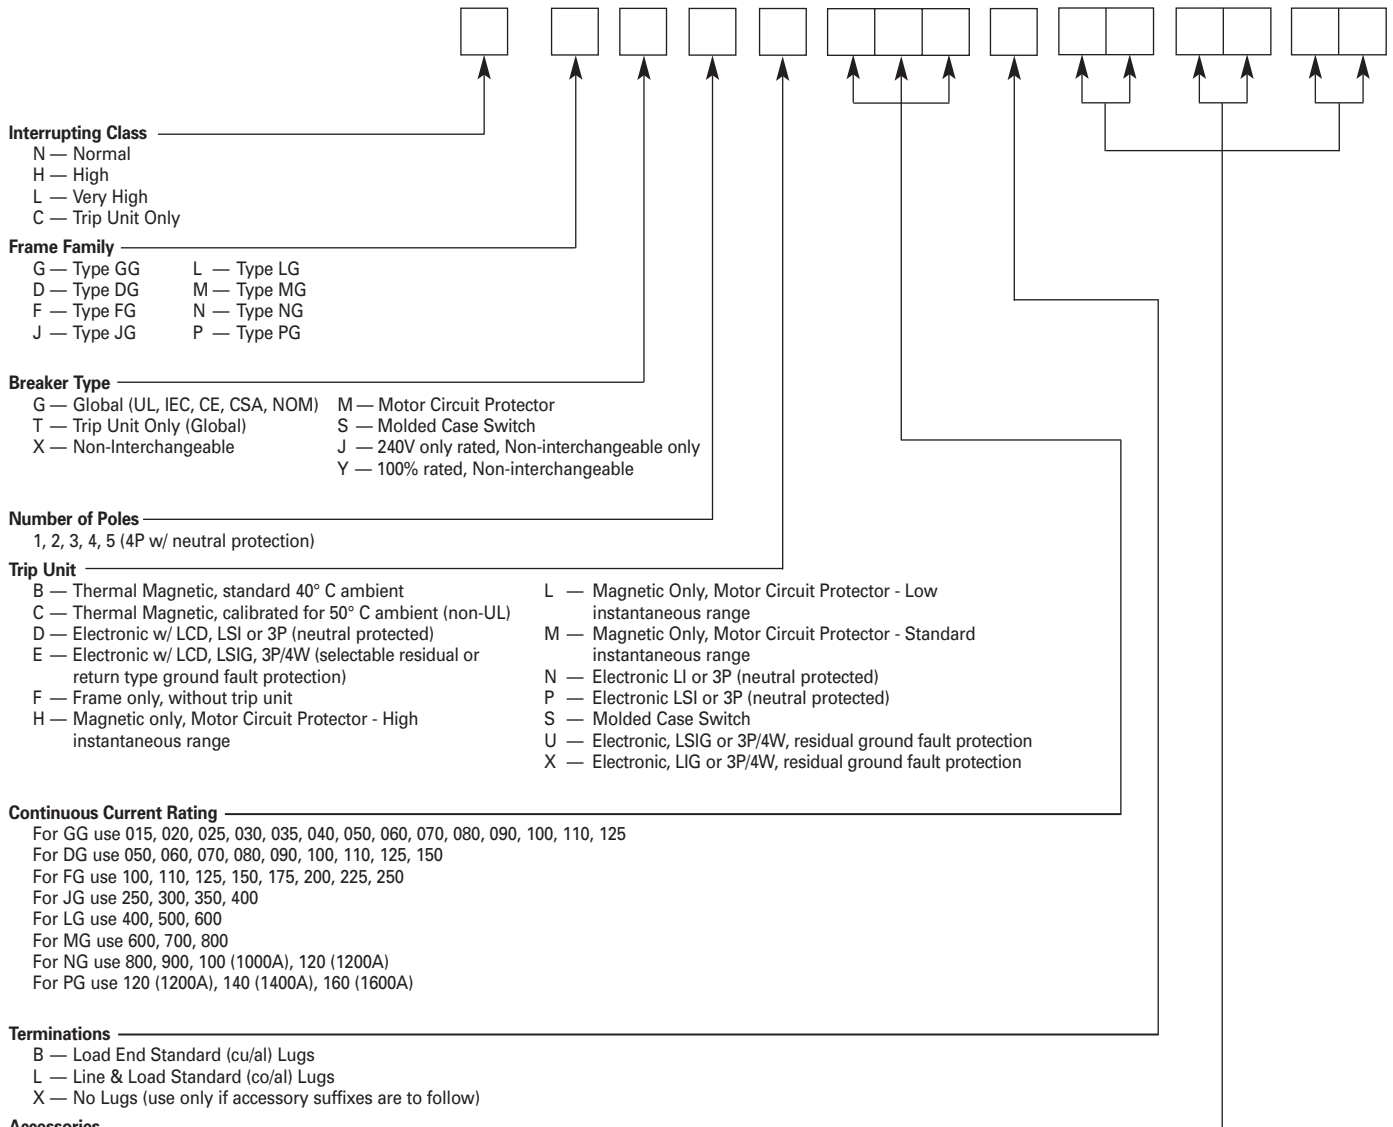 Interrupting Class
N — Normal
H — High
L — Very High
C — Trip Unit Only
Frame Family
G — Type GG
D — Type DG
F — Type FG
J — Type JG
L — Type LG
M — Type MG
N — Type NG
P — Type PG
Breaker Type
G — Global (UL, IEC, CE, CSA, NOM)
T — Trip Unit Only (Global)
X — Non-Interchangeable
M — Motor Circuit Protector
S — Molded Case Switch
J — 240V only rated, Non-interchangeable only
Y — 100% rated, Non-interchangeable
Number of Poles
1, 2, 3, 4, 5 (4P w/ neutral protection)
Trip Unit
B — Thermal Magnetic, standard 40° C ambient
C — Thermal Magnetic, calibrated for 50° C ambient (non-UL)
D — Electronic w/ LCD, LSI or 3P (neutral protected)
E — Electronic w/ LCD, LSIG, 3P/4W (selectable residual or
return type ground fault protection)
F — Frame only, without trip unit
H — Magnetic only, Motor Circuit Protector - High
instantaneous range
L — Magnetic Only, Motor Circuit Protector - Low
instantaneous range
M — Magnetic Only, Motor Circuit Protector - Standard
instantaneous range
N — Electronic LI or 3P (neutral protected)
P — Electronic LSI or 3P (neutral protected)
S — Molded Case Switch
U — Electronic, LSIG or 3P/4W, residual ground fault protection
X — Electronic, LIG or 3P/4W, residual ground fault protection
Continuous Current Rating
For GG use 015, 020, 025, 030, 035, 040, 050, 060, 070, 080, 090, 100, 110, 125
For DG use 050, 060, 070, 080, 090, 100, 110, 125, 150
For FG use 100, 110, 125, 150, 175, 200, 225, 250
For JG use 250, 300, 350, 400
For LG use 400, 500, 600
For MG use 600, 700, 800
For NG use 800, 900, 100 (1000A), 120 (1200A)
For PG use 120 (1200A), 140 (1400A), 160 (1600A)
Terminations
B — Load End Standard (cu/al) Lugs
L — Line & Load Standard (co/al) Lugs
X — No Lugs (use only if accessory suffixes are to follow)
Accessories